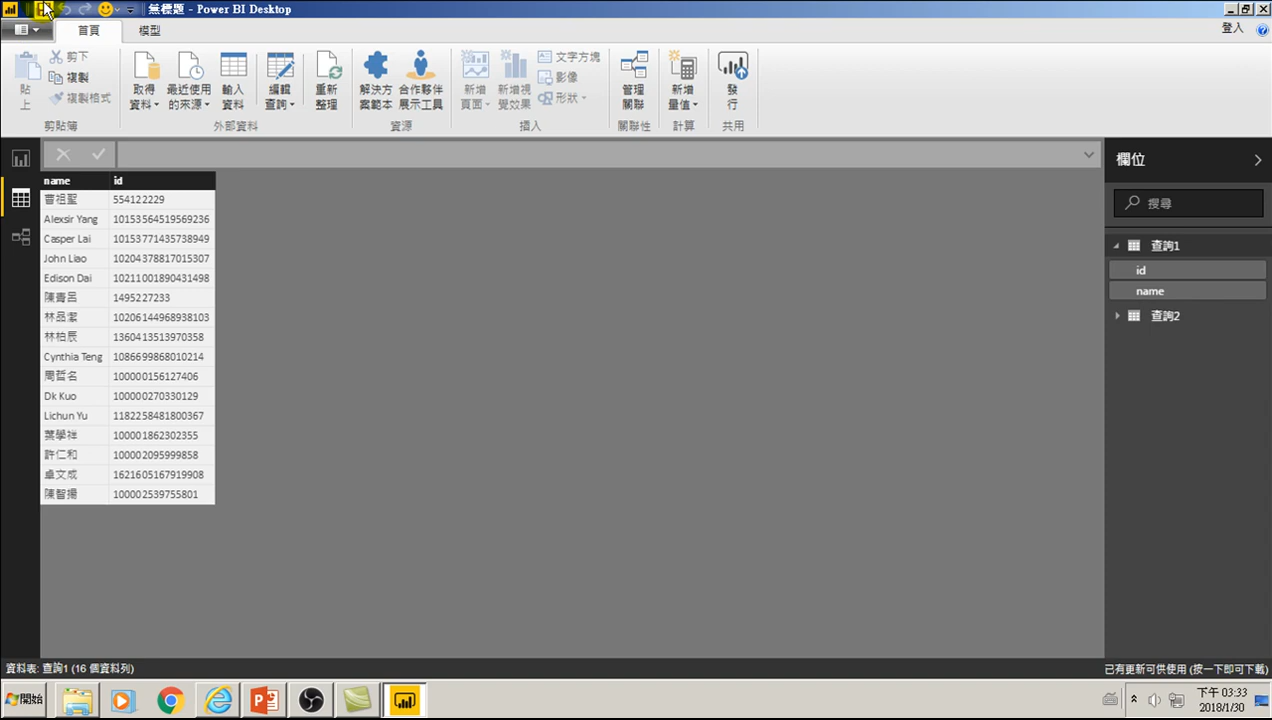 無標題 - Power BI Desktop
首頁 模型 登入
貼上 剪下 複製 複製格式
取得資料 最近使用的來源 輸入資料 編輯查詢 重新整理
解決方案範本 合作夥伴展示工具
新增頁面 新增視覺效果 文字方塊 影像 形狀
管理關聯 新增量值 發行
剪貼簿 外部資料 資源 插入 關聯性 計算 共用
name id
曹祖聖 554122229
Alexsir Yang 10153564519569236
Casper Lai 10153771435738949
John Liao 10204378817015307
Edison Dai 10211001890431498
陳壽呂 1495227233
林品潔 10206144968938103
林柏辰 1360413513970358
Cynthia Teng 1086699868010214
周哲名 100000156127406
Dk Kuo 100000270330129
Lichun Yu 1182258481800367
葉學祥 100001862302355
許仁和 100002095999858
卓文成 1621605167919908
陳智揚 100002539755801
欄位
搜尋
查詢1
id
name
查詢2
資料表: 查詢1 (16 個資料列) 已有更新可供使用 (按一下即可下載)
開始 下午 03:33
2018/1/30